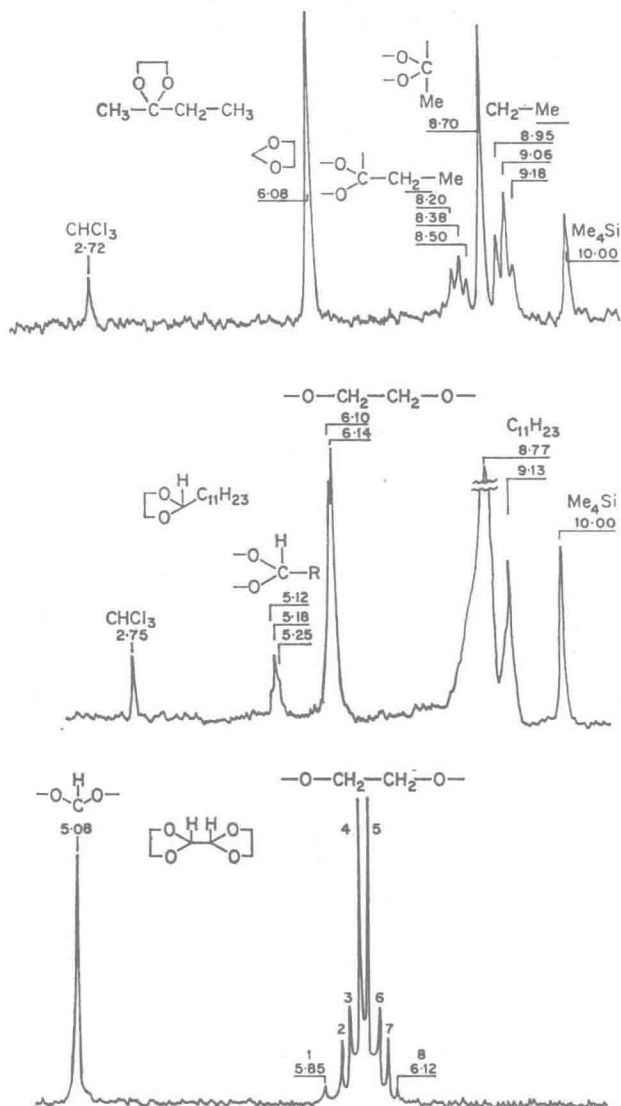 CH₃ C CH₂—CH₃
O O
—O C
—O Me
8·70
CH₂—Me
8·95
9·06
9·18
O O
6·08
—O C—CH₂—Me
—O
8·20
8·38
8·50
CHCl₃
2·72
Me₄Si
10·00
—O—CH₂—CH₂—O—
6·10
6·14
C₁₁H₂₃
8·77
9·13
H
O
O C₁₁H₂₃
Me₄Si
10·00
H
—O C—R
—O
5·12
5·18
5·25
CHCl₃
2·75
H
—O C O—
5·08
O H H O
O O
—O—CH₂—CH₂—O—
4 5
3 6
2 7
1
5·85
8
6·12